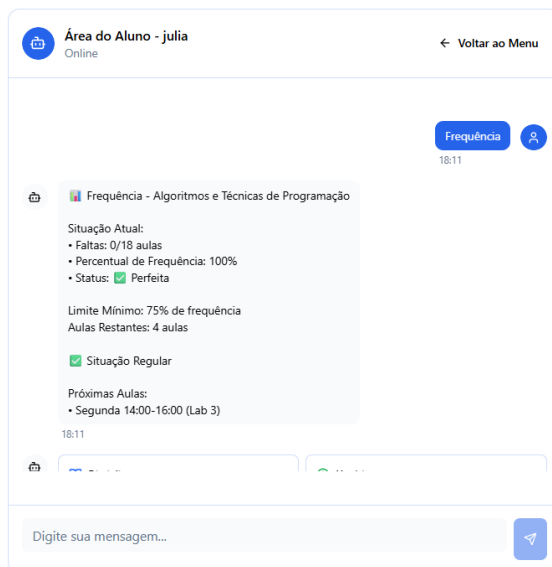 Área do Aluno - julia
Online
← Voltar ao Menu
Frequência
18:11
📊 Frequência - Algoritmos e Técnicas de Programação
Situação Atual:
• Faltas: 0/18 aulas
• Percentual de Frequência: 100%
• Status: ✅ Perfeita
Limite Mínimo: 75% de frequência
Aulas Restantes: 4 aulas
✅ Situação Regular
Próximas Aulas:
• Segunda 14:00-16:00 (Lab 3)
18:11
Digite sua mensagem...